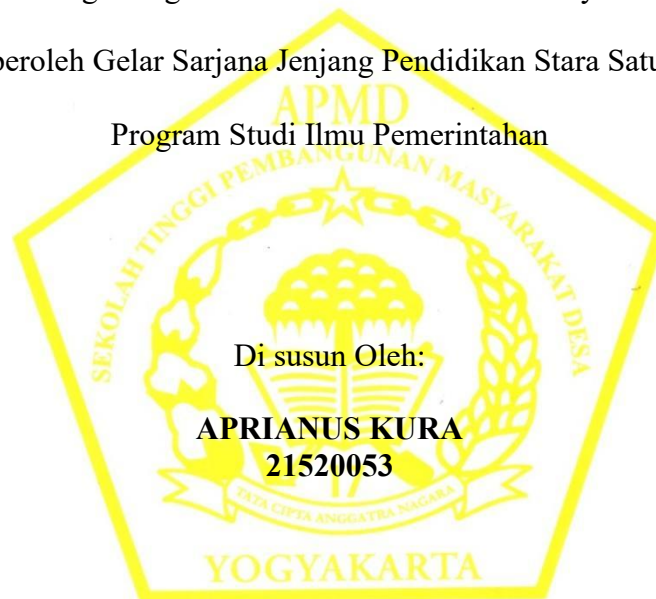 peroleh Gelar Sarjana Jenjang Pendidikan Stara Satu
APMD
Program Studi Ilmu Pemerintahan
SEKOLAH TINGGI PEMBANGUNAN MASYARAKAT DESA
Di susun Oleh:
APRIANUS KURA
21520053
TATA CIPTA ANGGATRA NAGARA
YOGYAKARTA